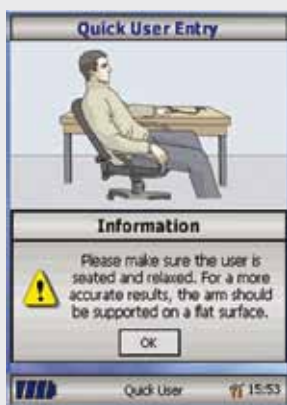 Quick User Entry
Information
Please make sure the user is
seated and relaxed. For a more
accurate results, the arm should
be supported on a flat surface.
OK
Quick User
15:53